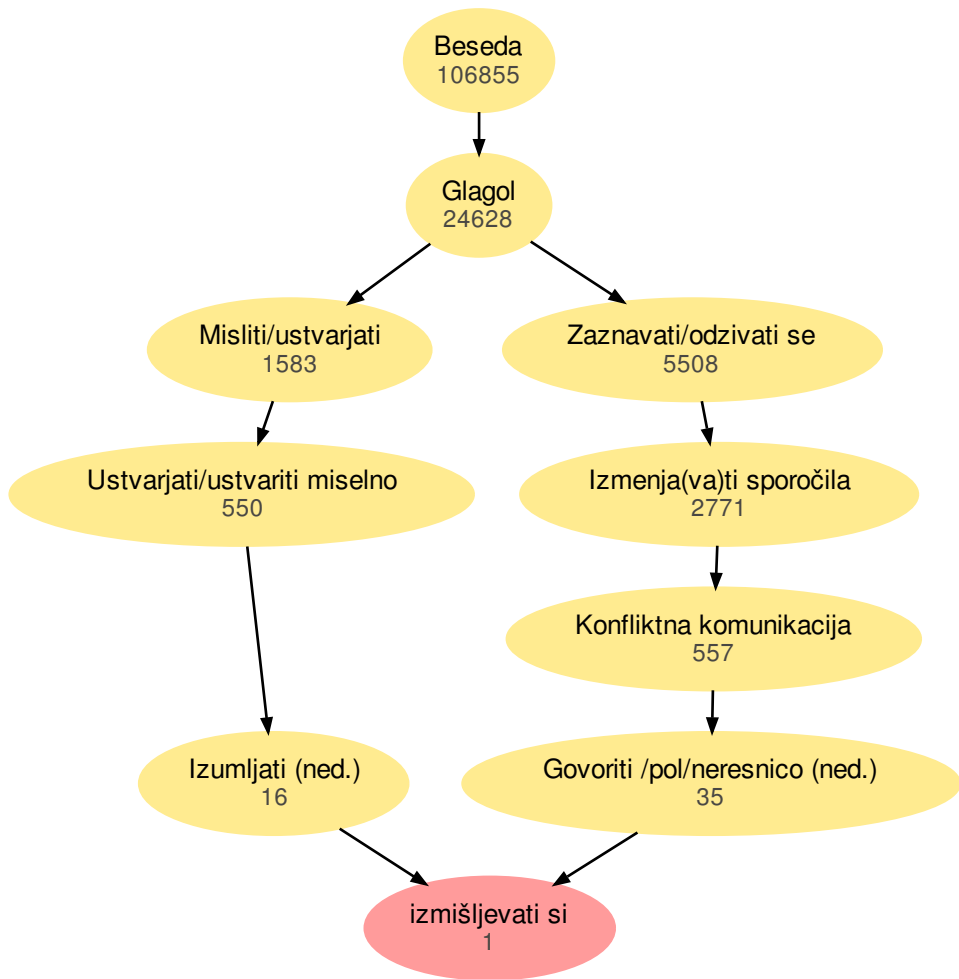 Beseda
106855
Glagol
24628
Misliti/ustvarjati
1583
Zaznavati/odzivati se
5508
Ustvarjati/ustvariti miselno
550
Izmenja(va)ti sporočila
2771
Konfliktna komunikacija
557
Izumljati (ned.)
16
Govoriti /pol/neresnico (ned.)
35
izmišljevati si
1